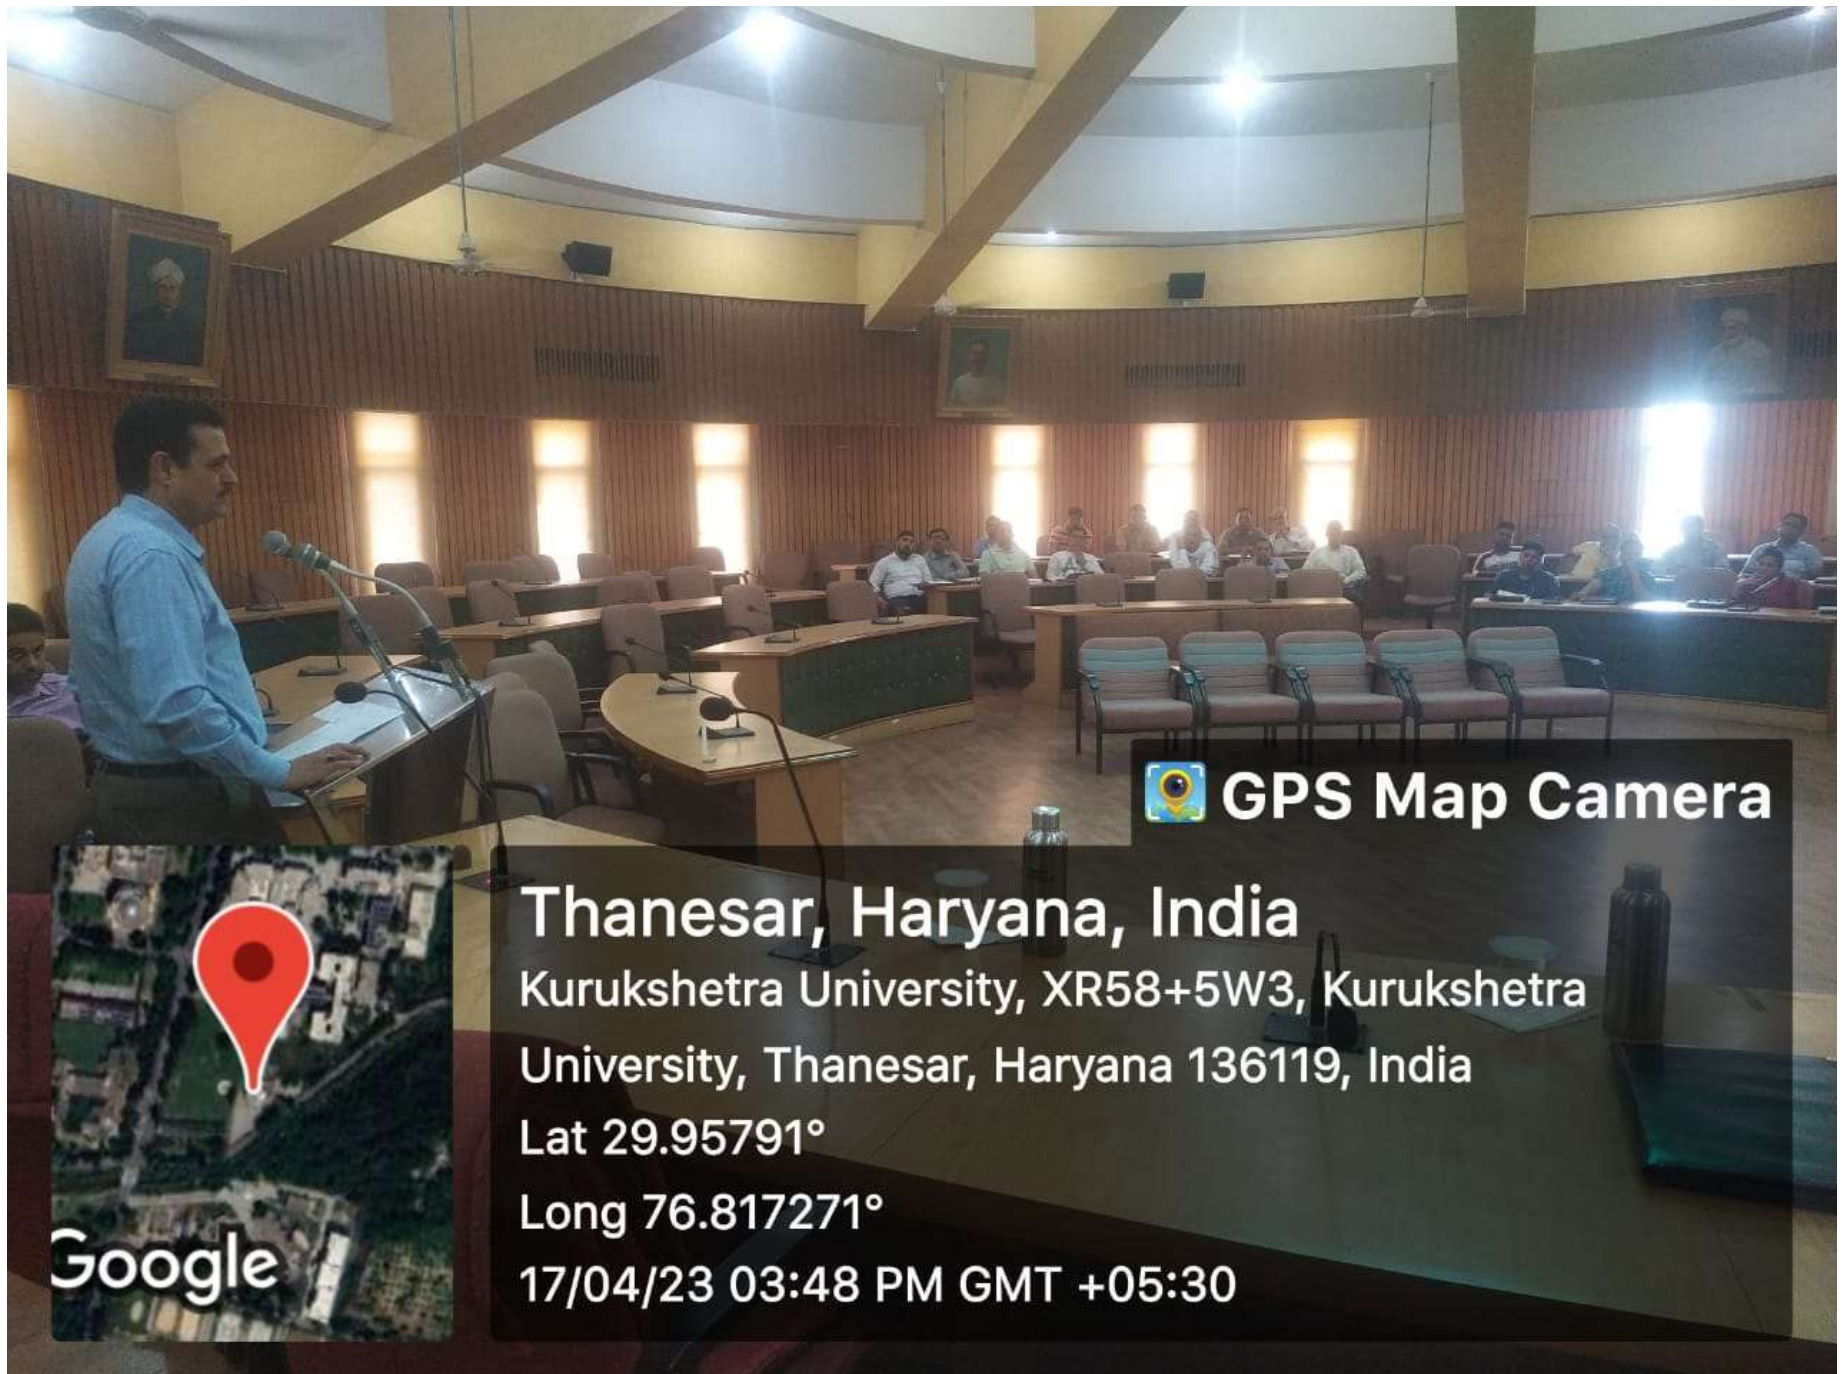 GPS Map Camera
Thanesar, Haryana, India
Kurukshetra University, XR58+5W3, Kurukshetra
University, Thanesar, Haryana 136119, India
Lat 29.95791°
Long 76.817271°
17/04/23 03:48 PM GMT +05:30
Google